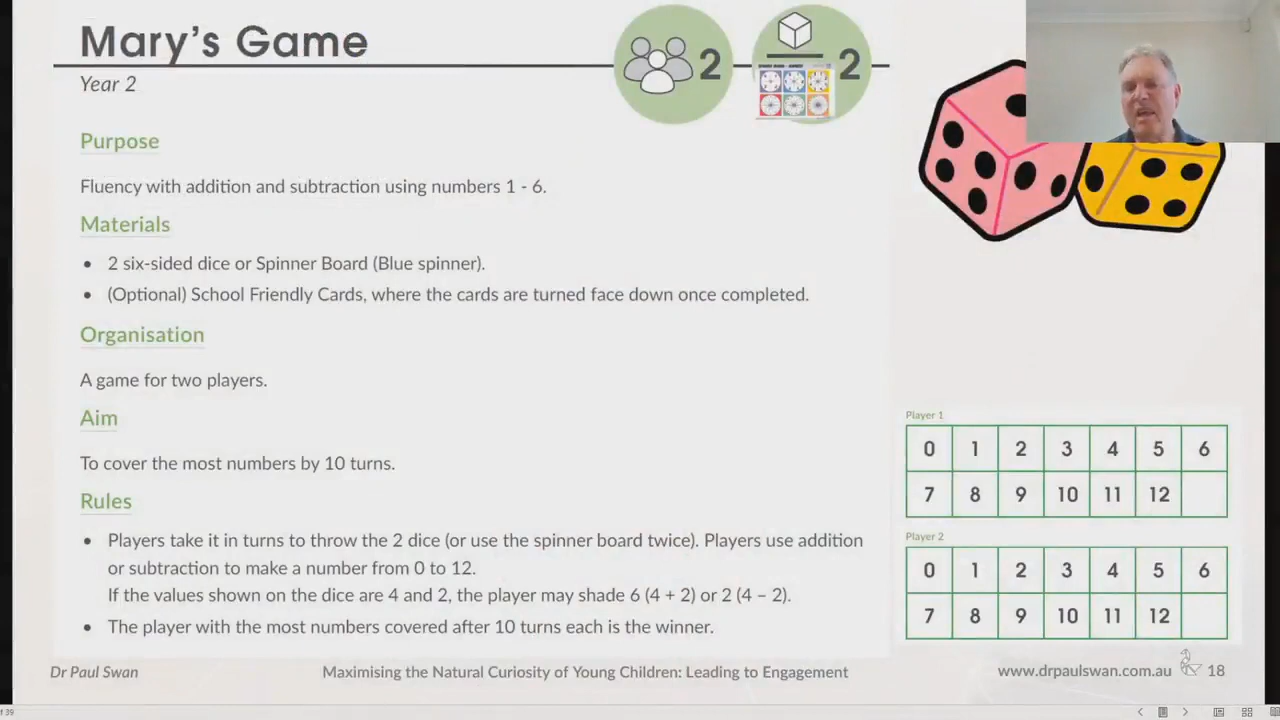 Mary's Game
2
2
Year 2
Purpose
Fluency with addition and subtraction using numbers 1 - 6.
Materials
• 2 six-sided dice or Spinner Board (Blue spinner).
• (Optional) School Friendly Cards, where the cards are turned face down once completed.
Organisation
A game for two players.
Aim
To cover the most numbers by 10 turns.
Rules
• Players take it in turns to throw the 2 dice (or use the spinner board twice). Players use addition
or subtraction to make a number from 0 to 12.
If the values shown on the dice are 4 and 2, the player may shade 6 (4 + 2) or 2 (4 – 2).
• The player with the most numbers covered after 10 turns each is the winner.
Player 1
0 1 2 3 4 5 6
7 8 9 10 11 12
Player 2
0 1 2 3 4 5 6
7 8 9 10 11 12
Dr Paul Swan
Maximising the Natural Curiosity of Young Children: Leading to Engagement
www.drpaulswan.com.au
18
of 39